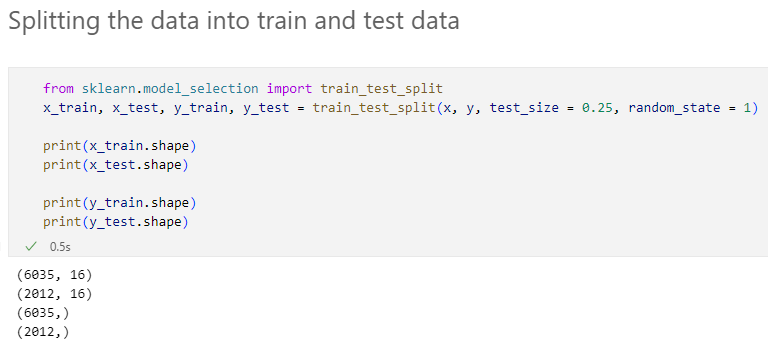 Splitting the data into train and test data
from sklearn.model_selection import train_test_split
x_train, x_test, y_train, y_test = train_test_split(x, y, test_size = 0.25, random_state = 1)
print(x_train.shape)
print(x_test.shape)
print(y_train.shape)
print(y_test.shape)
✓ 0.5s
(6035, 16)
(2012, 16)
(6035,)
(2012,)